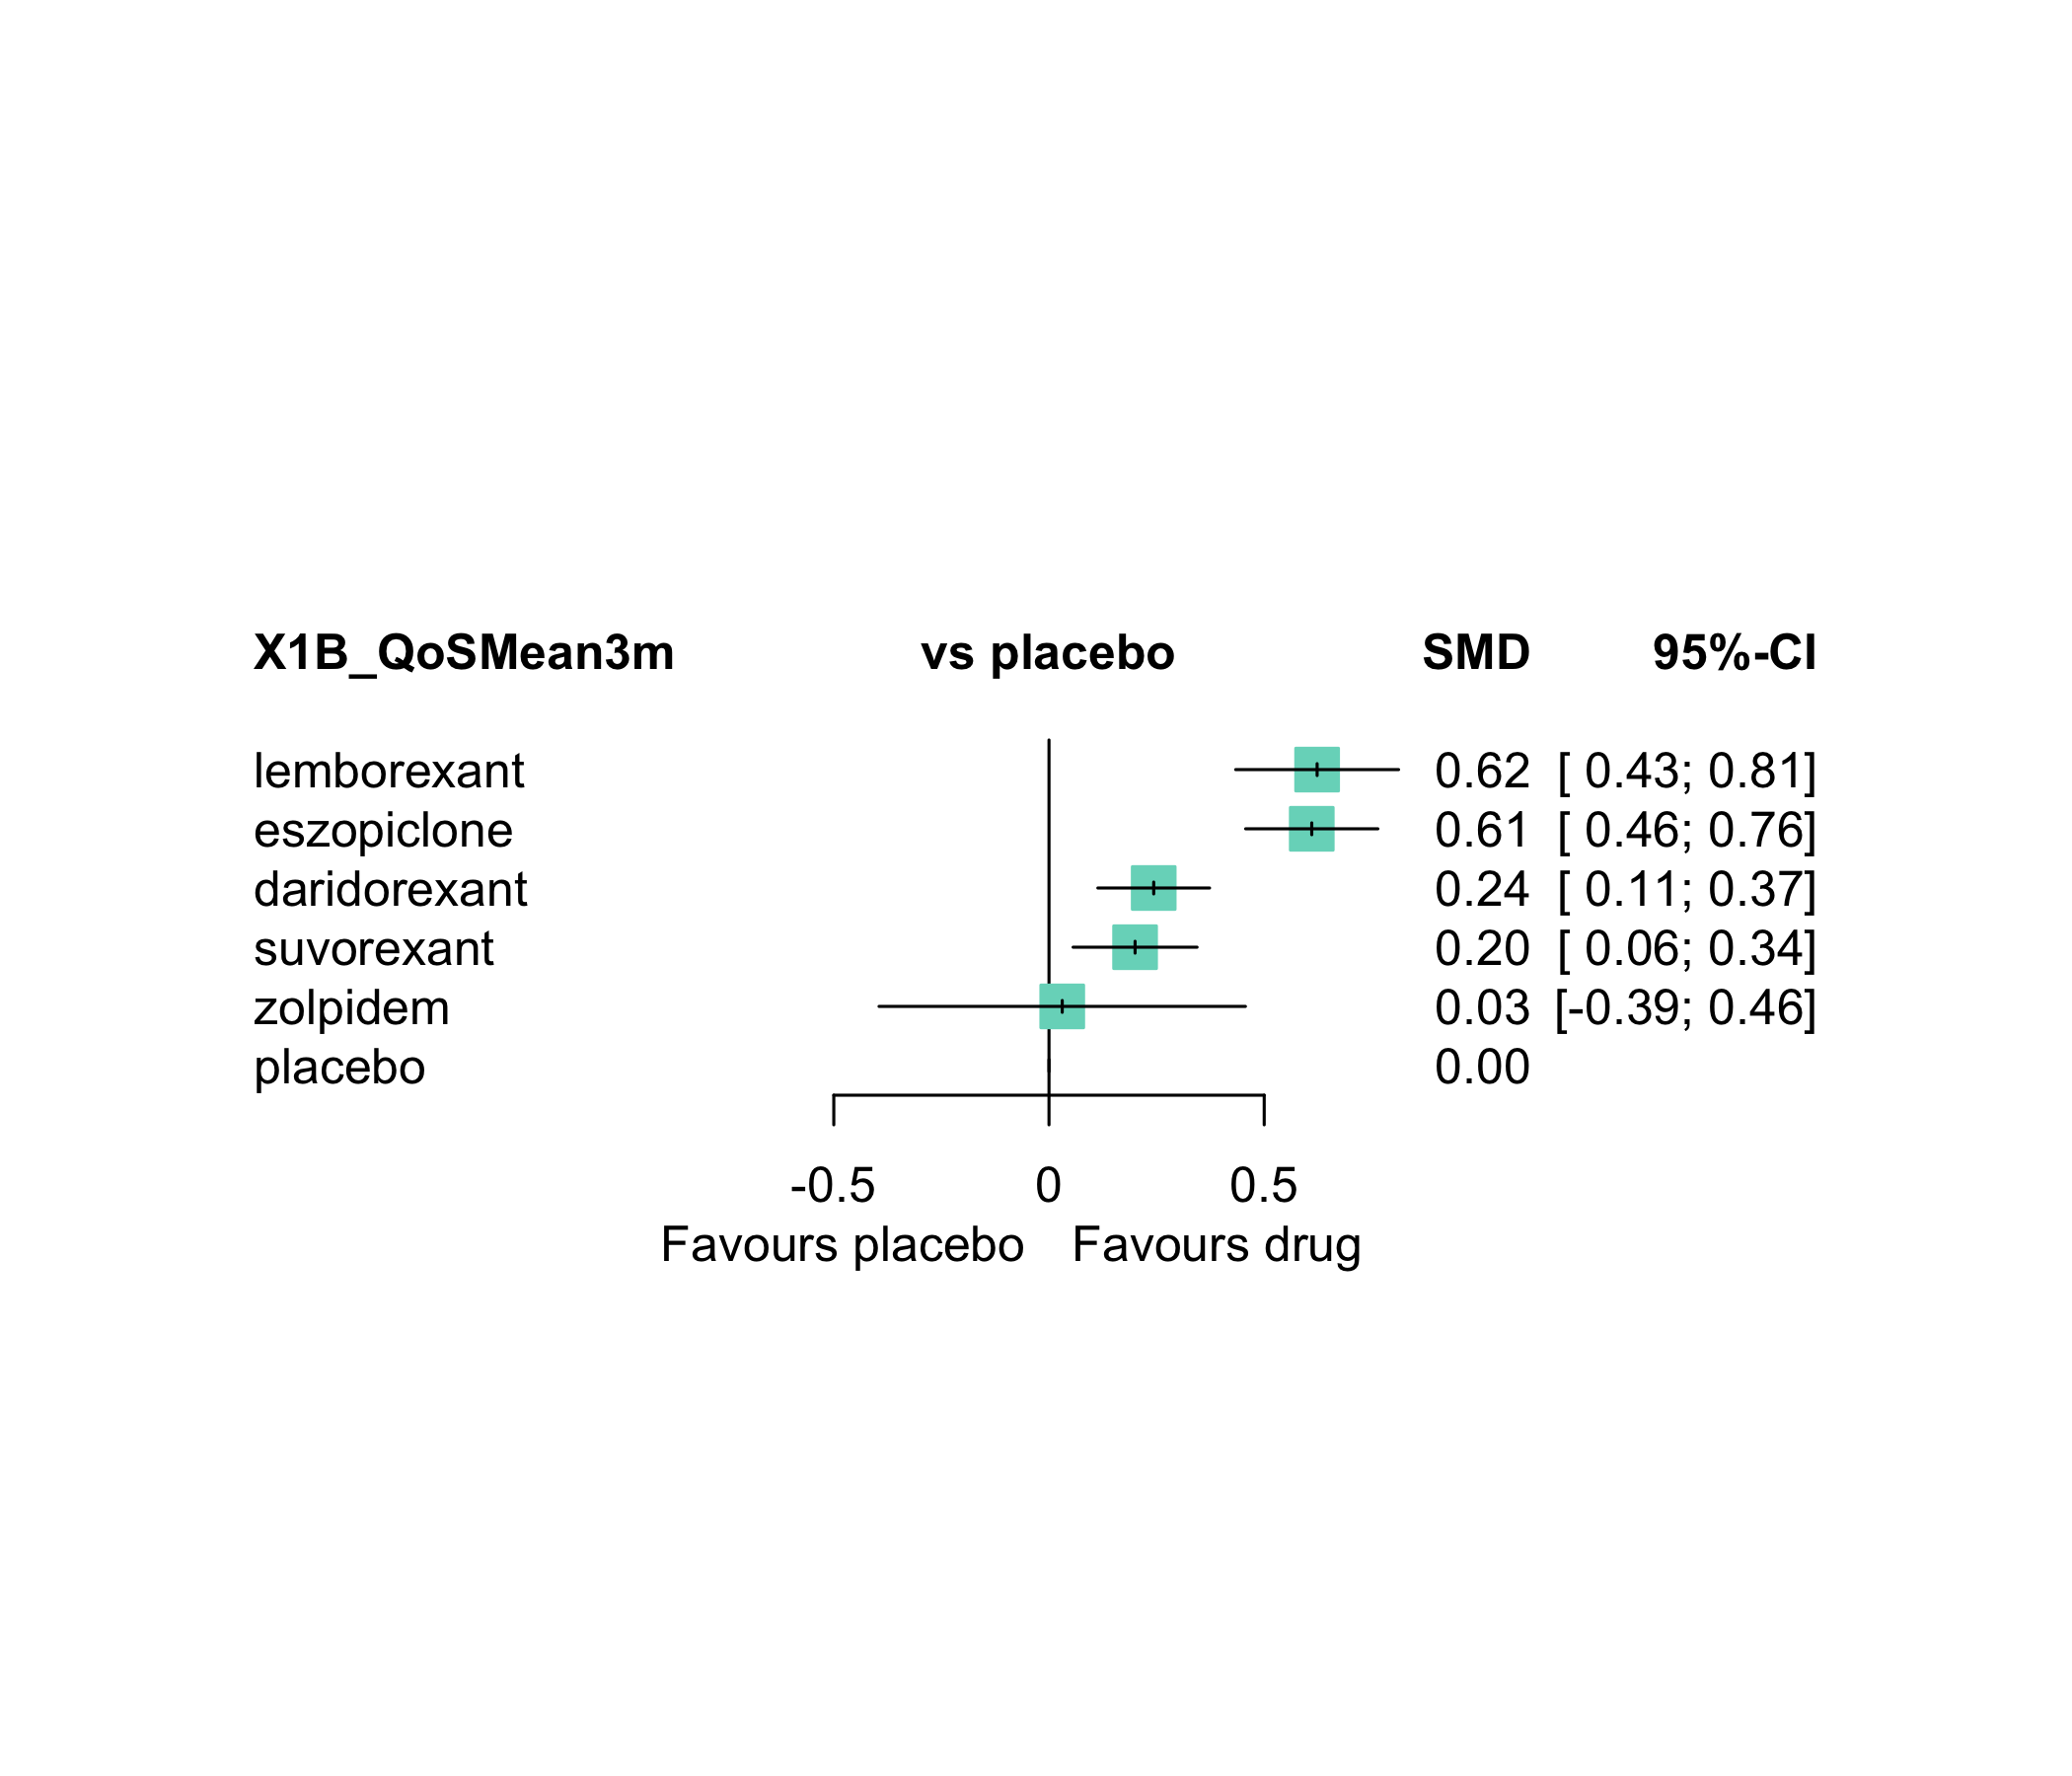 X1B_QoSMean3m vs placebo SMD 95%-CI
lemborexant 0.62 [ 0.43; 0.81]
eszopiclone 0.61 [ 0.46; 0.76]
daridorexant 0.24 [ 0.11; 0.37]
suvorexant 0.20 [ 0.06; 0.34]
zolpidem 0.03 [-0.39; 0.46]
placebo 0.00
-0.5 0 0.5
Favours placebo Favours drug